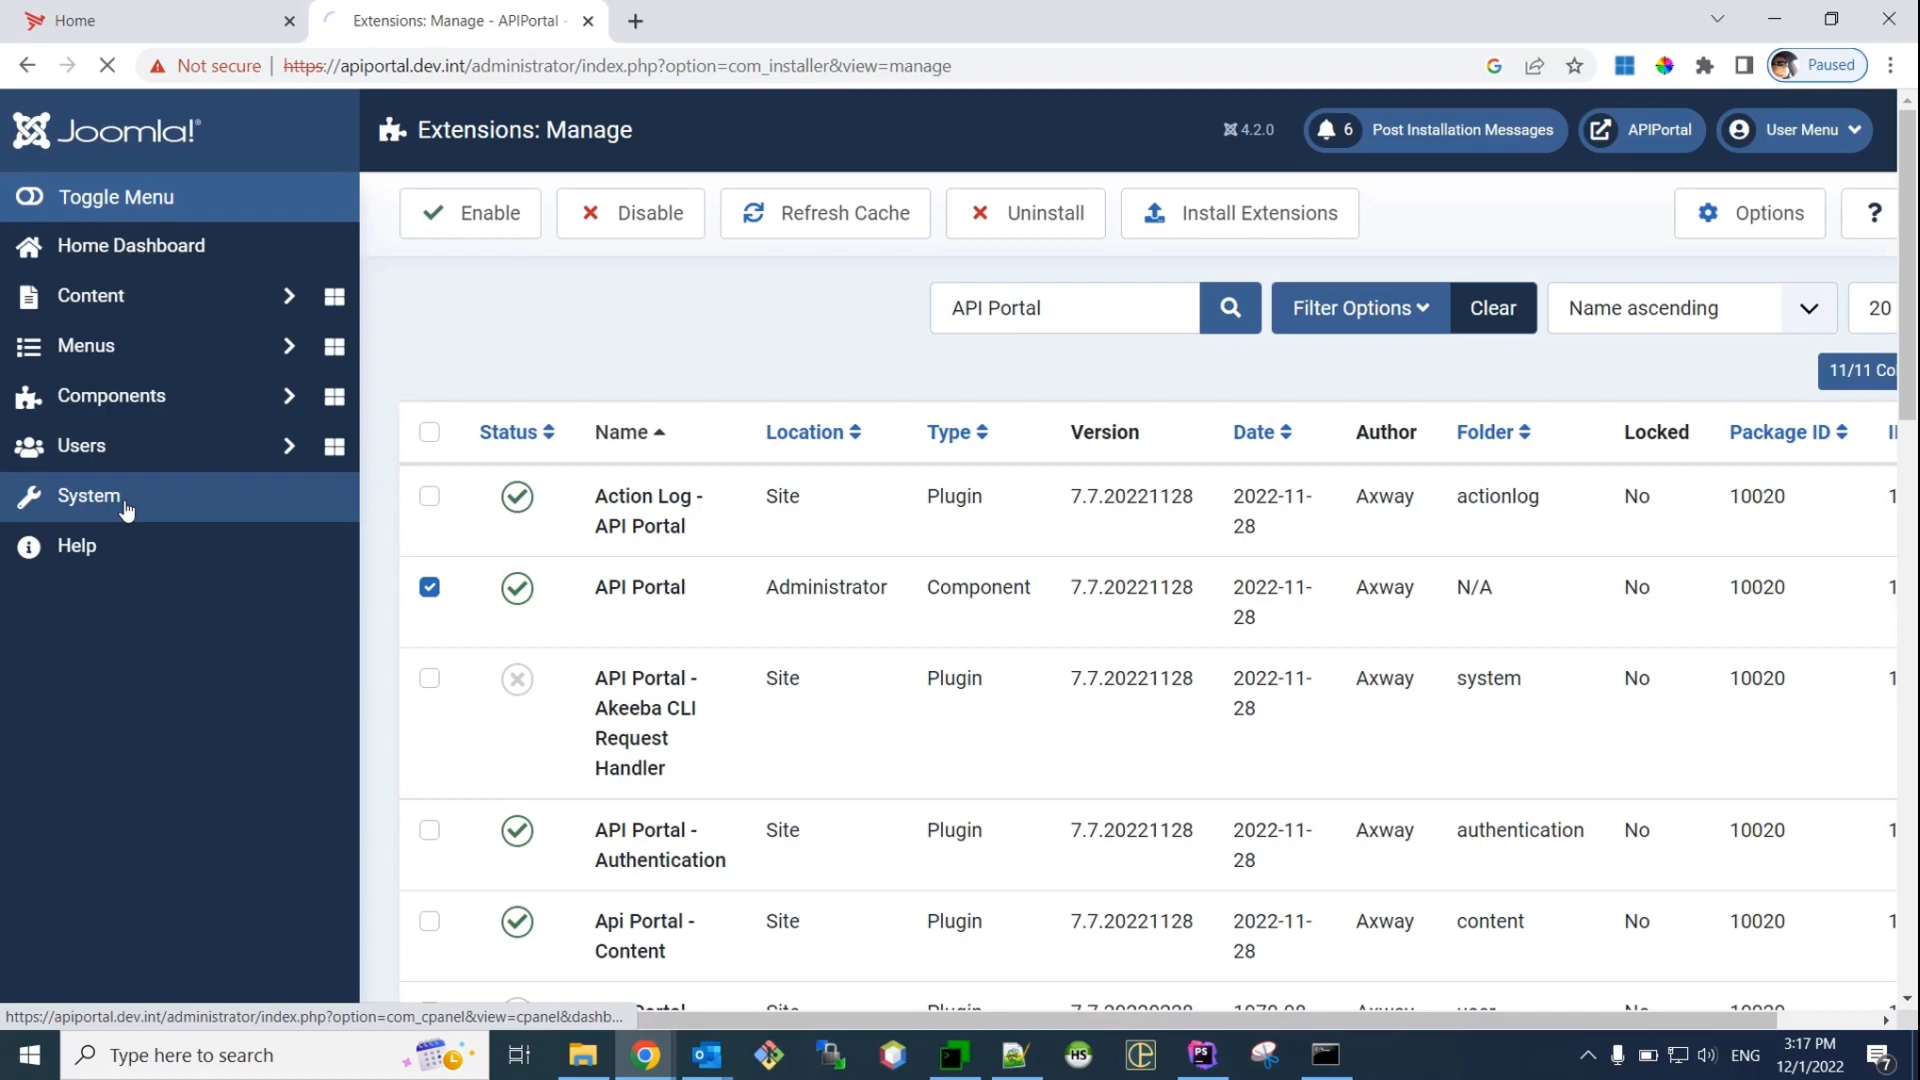 Home
Extensions: Manage - APIPortal -
Not secure
https://apiportal.dev.int/administrator/index.php?option=com_installer&view=manage
Paused
Joomla!®
Extensions: Manage
4.2.0
6 Post Installation Messages
APIPortal
User Menu
Toggle Menu
Home Dashboard
Content
Menus
Components
Users
System
Help
Enable
Disable
Refresh Cache
Uninstall
Install Extensions
Options
?
API Portal
Filter Options
Clear
Name ascending
20
11/11 Co
Status Name Location Type Version Date Author Folder Locked Package ID
Action Log - Site Plugin 7.7.20221128 2022-11- Axway actionlog No 10020 1
API Portal 28
API Portal Administrator Component 7.7.20221128 2022-11- Axway N/A No 10020 1
28
API Portal - Site Plugin 7.7.20221128 2022-11- Axway system No 10020 1
Akeeba CLI 28
Request
Handler
API Portal - Site Plugin 7.7.20221128 2022-11- Axway authentication No 10020 1
Authentication 28
Api Portal - Site Plugin 7.7.20221128 2022-11- Axway content No 10020 1
Content 28
https://apiportal.dev.int/administrator/index.php?option=com_cpanel&view=cpanel&dashb...
Type here to search
HS
PS
ENG
3:17 PM
12/1/2022
7